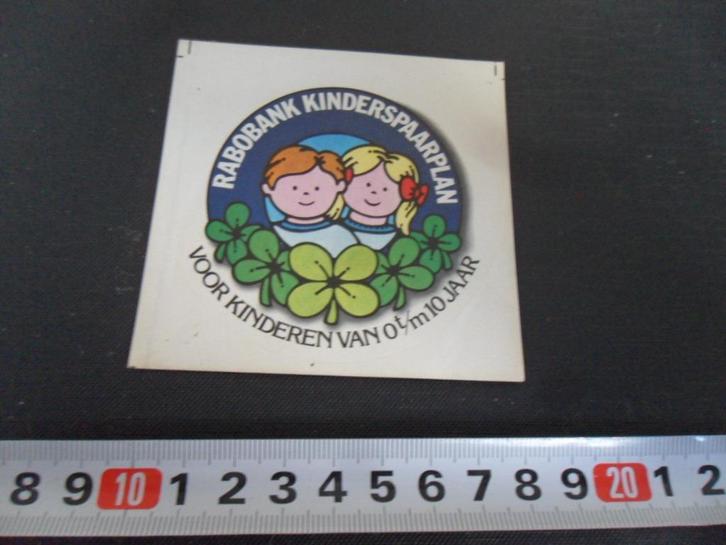 RABOBANK KINDERSPAARPLAN
VOOR KINDEREN VAN 0 t/m 10 JAAR
8 9 10 1 2 3 4 5 6 7 8 9 20 1 2